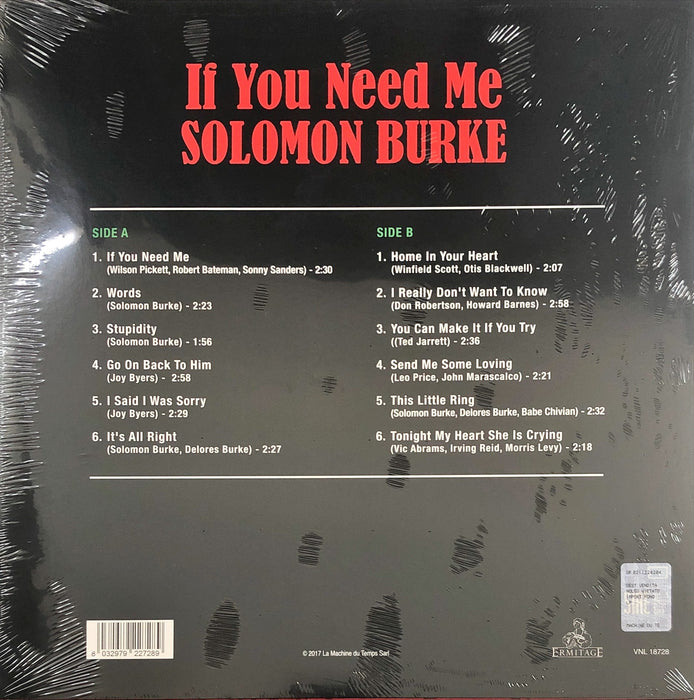 If You Need Me
SOLOMON BURKE
SIDE A
1. If You Need Me
(Wilson Pickett, Robert Bateman, Sonny Sanders) - 2:30
2. Words
(Solomon Burke) - 2:23
3. Stupidity
(Solomon Burke) - 1:56
4. Go On Back To Him
(Joy Byers) - 2:58
5. I Said I Was Sorry
(Joy Byers) - 2:29
6. It's All Right
(Solomon Burke, Delores Burke) - 2:27
SIDE B
1. Home In Your Heart
(Winfield Scott, Otis Blackwell) - 2:07
2. I Really Don't Want To Know
(Don Robertson, Howard Barnes) - 2:58
3. You Can Make It If You Try
((Ted Jarrett) - 2:36
4. Send Me Some Loving
(Leo Price, John Marascalco) - 2:21
5. This Little Ring
(Solomon Burke, Delores Burke, Babe Chivian) - 2:32
6. Tonight My Heart She Is Crying
(Vic Abrams, Irving Reid, Morris Levy) - 2:18
8 032979 227289
© 2017 La Machine du Temps Sarl
ERMITAGE
VNL 18728
DEST VENDITA
NOLEG VIETATO
MACHINE DU TE